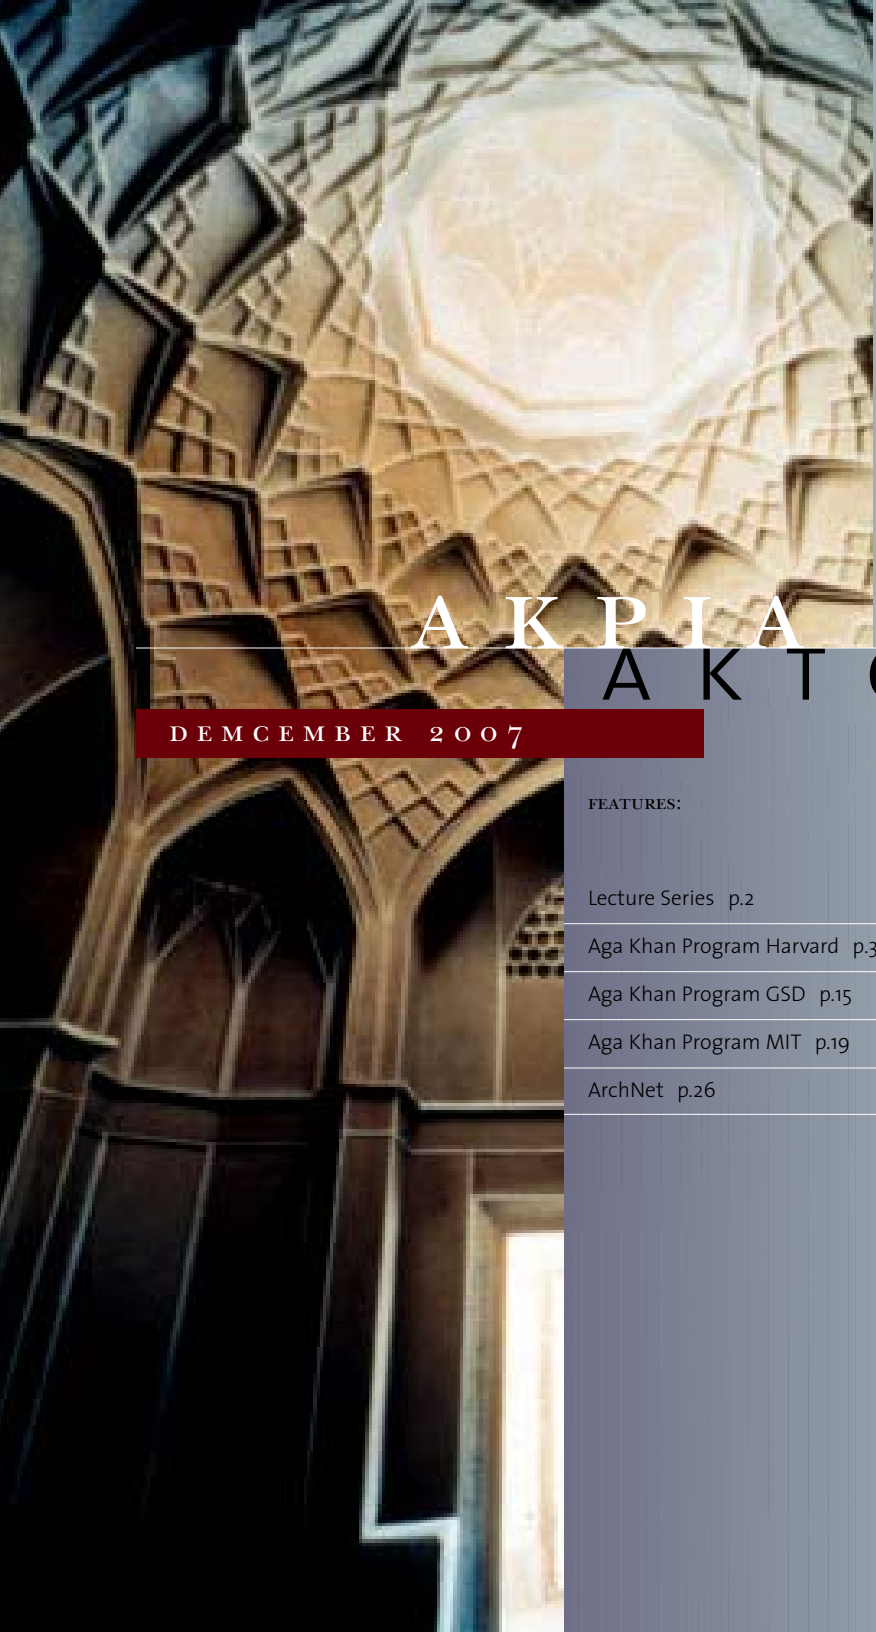 AKPIA
AKT
DEMCEMBER 2007
FEATURES:
Lecture Series p.2
Aga Khan Program Harvard p.3
Aga Khan Program GSD p.15
Aga Khan Program MIT p.19
ArchNet p.26